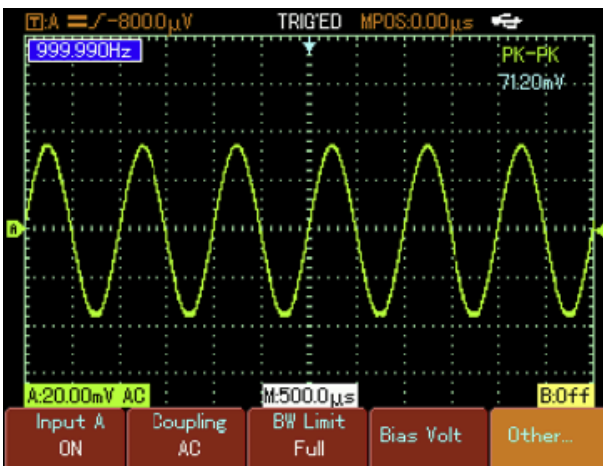 T:A -800.0µV TRIG'ED MPOS:0.00µs
999.990Hz PK-PK
71.20mV
A
A:20.00mV AC M:500.0µs B:Off
Input A Coupling BW Limit Bias Volt Other...
ON AC Full